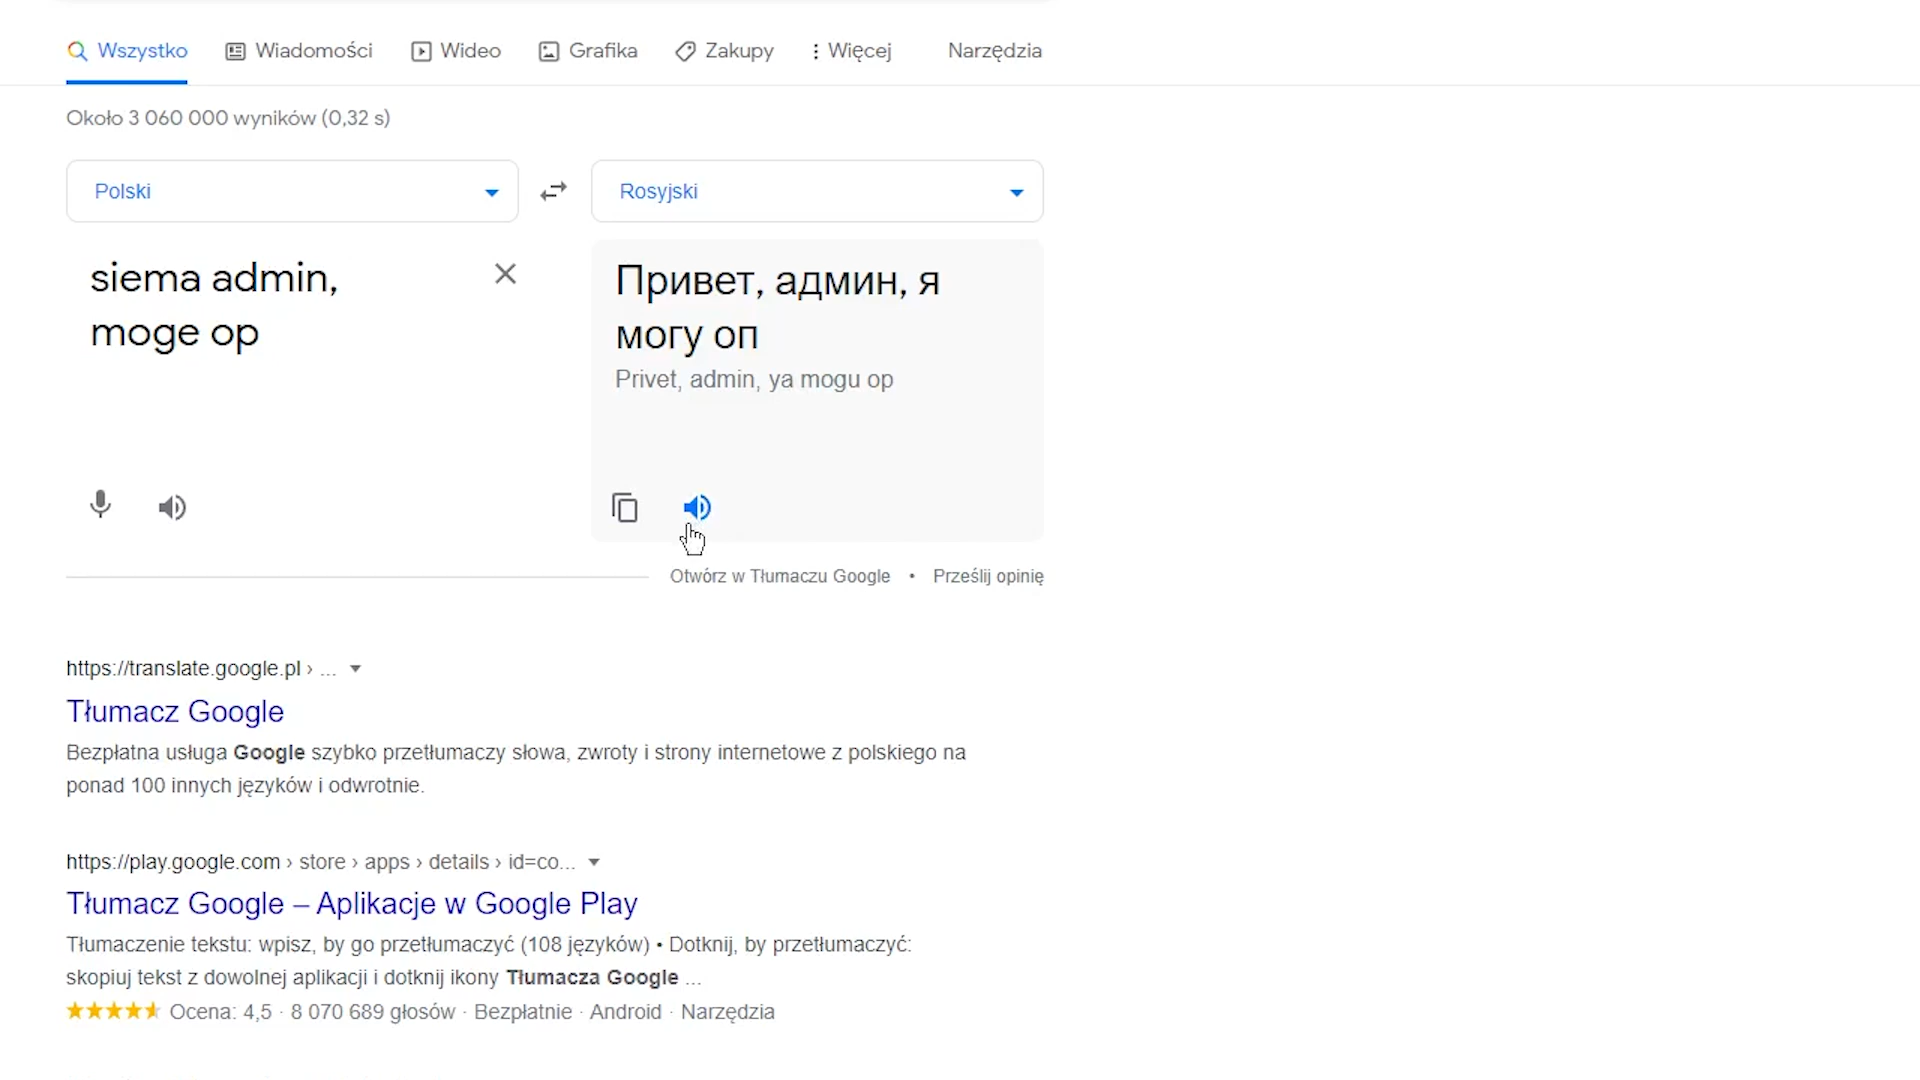 Wszystko Wiadomości Wideo Grafika Zakupy Więcej Narzędzia
Około 3 060 000 wyników (0,32 s)
Polski
Rosyjski
siema admin,
moge op
Привет, админ, я
могу оп
Privet, admin, ya mogu op
Otwórz w Tłumaczu Google • Prześlij opinię
https://translate.google.pl › ...
Tłumacz Google
Bezpłatna usługa Google szybko przetłumaczy słowa, zwroty i strony internetowe z polskiego na
ponad 100 innych języków i odwrotnie.
https://play.google.com › store › apps › details › id=co...
Tłumacz Google – Aplikacje w Google Play
Tłumaczenie tekstu: wpisz, by go przetłumaczyć (108 języków) • Dotknij, by przetłumaczyć:
skopiuj tekst z dowolnej aplikacji i dotknij ikony Tłumacza Google ...
Ocena: 4,5 · 8 070 689 głosów · Bezpłatnie · Android · Narzędzia